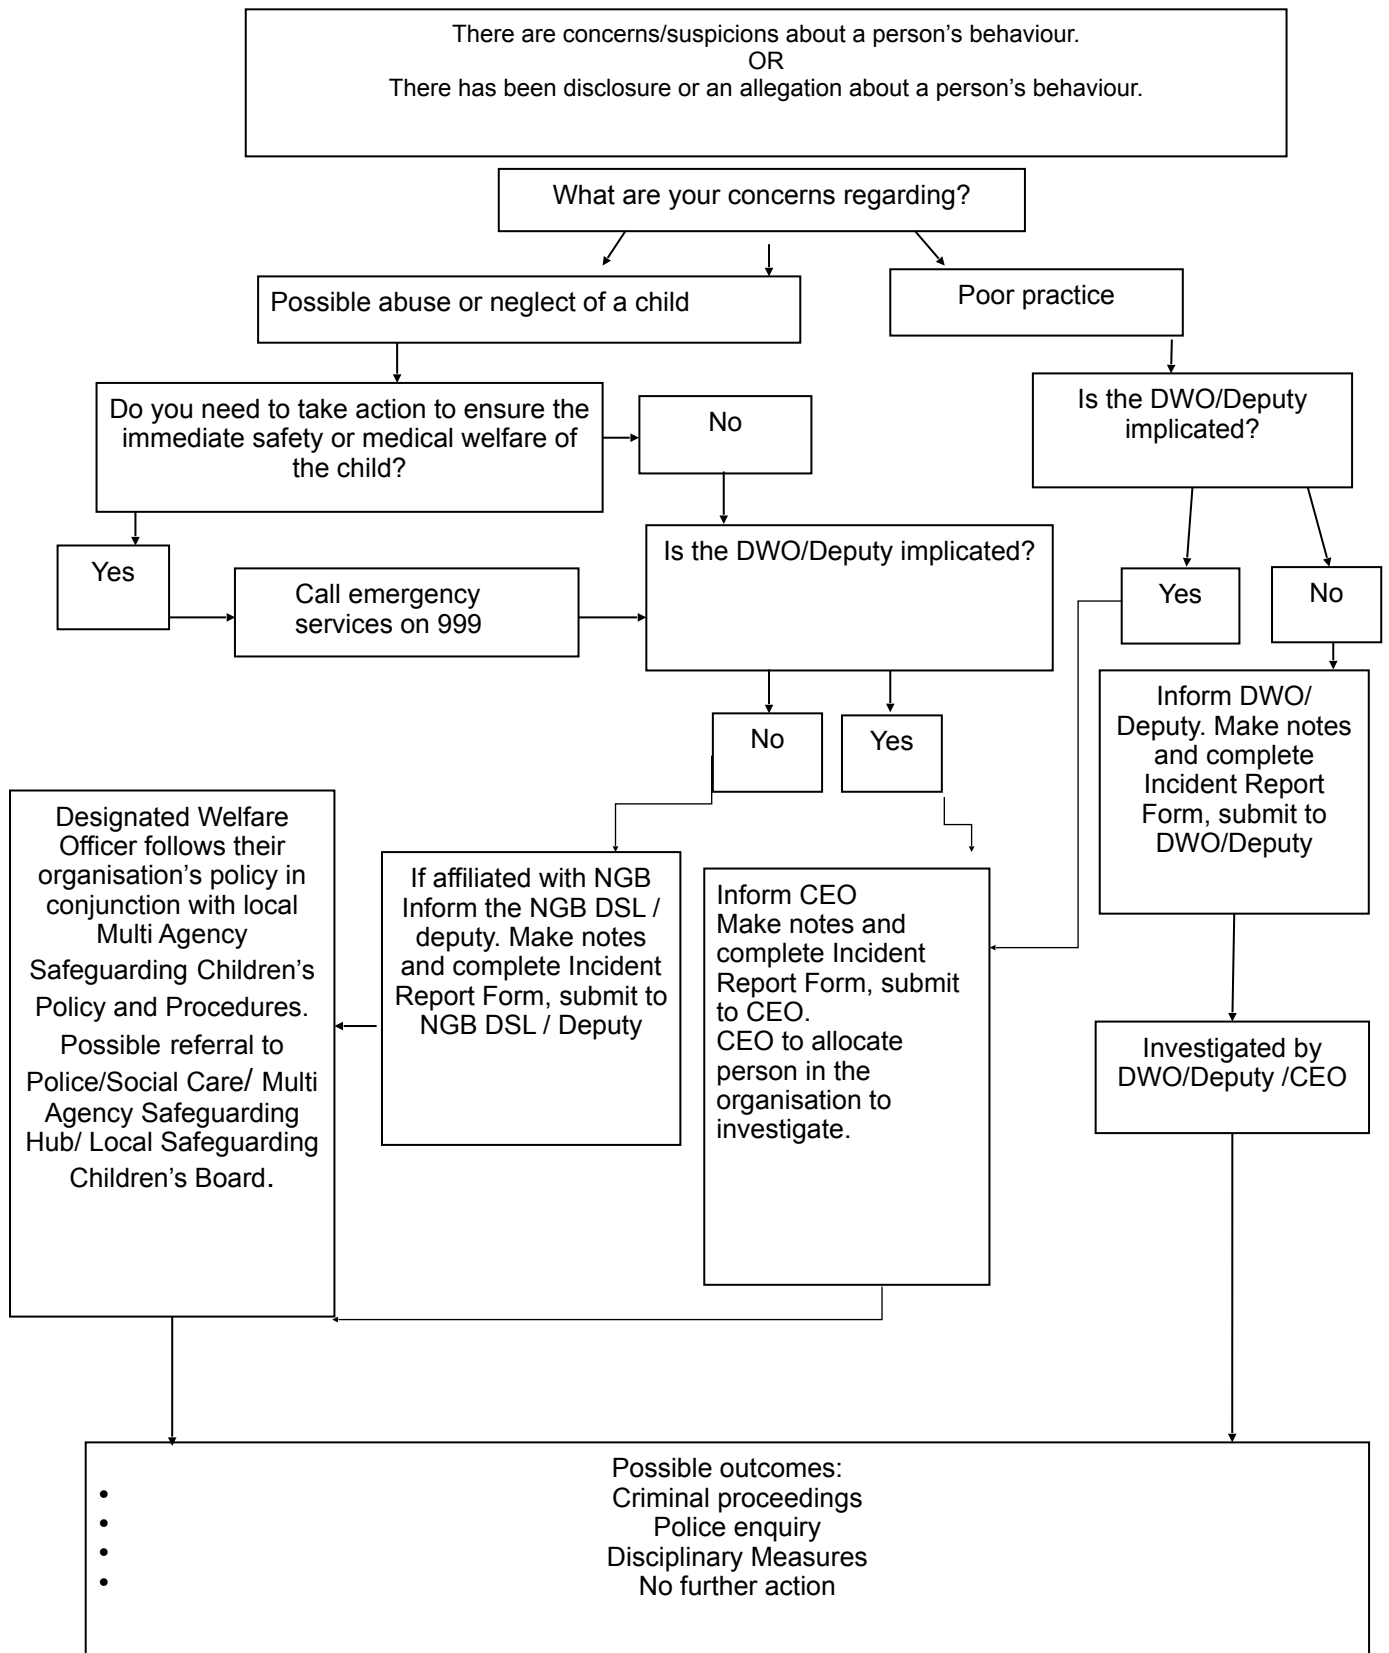 There are concerns/suspicions about a person’s behaviour.
OR
There has been disclosure or an allegation about a person’s behaviour.
What are your concerns regarding?
Possible abuse or neglect of a child
Poor practice
Do you need to take action to ensure the
immediate safety or medical welfare of
the child?
No
Is the DWO/Deputy
implicated?
Yes
Call emergency
services on 999
Is the DWO/Deputy implicated?
Yes
No
No
Yes
Inform DWO/
Deputy. Make notes
and complete
Incident Report
Form, submit to
DWO/Deputy
Designated Welfare
Officer follows their
organisation’s policy in
conjunction with local
Multi Agency
Safeguarding Children’s
Policy and Procedures.
Possible referral to
Police/Social Care/ Multi
Agency Safeguarding
Hub/ Local Safeguarding
Children’s Board.
If affiliated with NGB
Inform the NGB DSL /
deputy. Make notes
and complete Incident
Report Form, submit to
NGB DSL / Deputy
Inform CEO
Make notes and
complete Incident
Report Form, submit
to CEO.
CEO to allocate
person in the
organisation to
investigate.
Investigated by
DWO/Deputy /CEO
Possible outcomes:
• Criminal proceedings
• Police enquiry
• Disciplinary Measures
• No further action